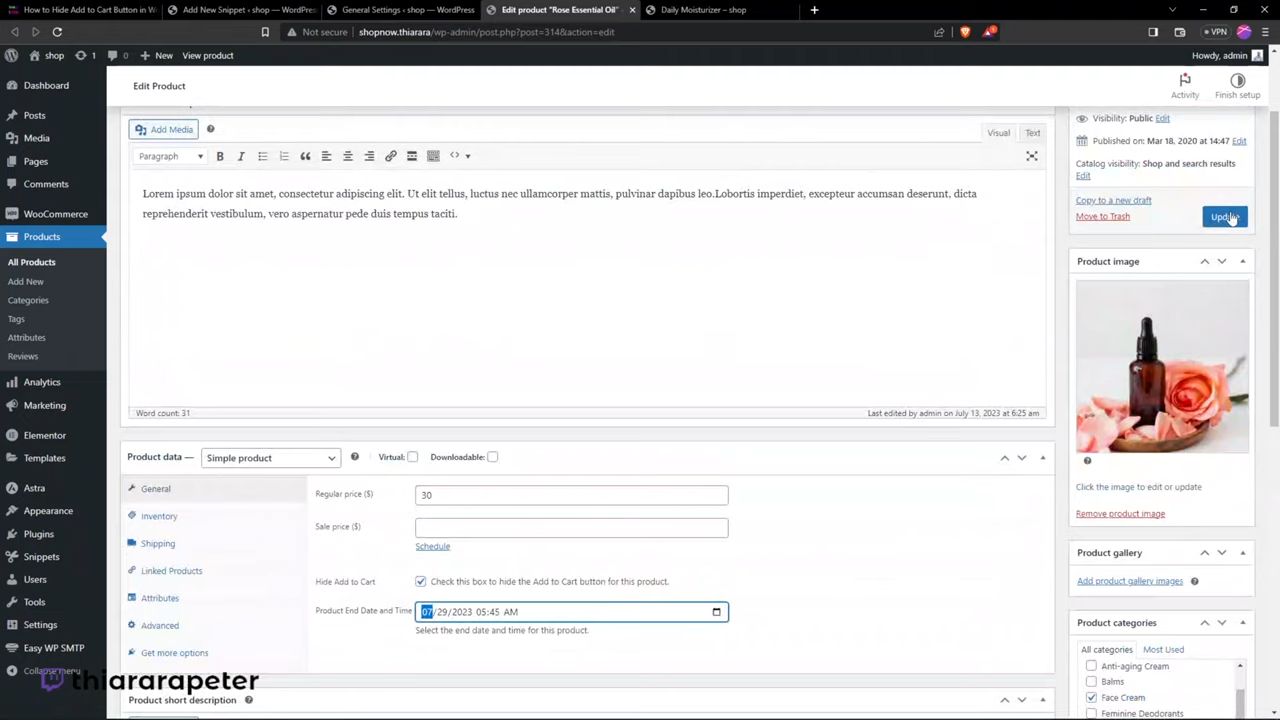 How to Hide Add to Cart Button in W
Add New Snippet ‹ shop — WordPres
General Settings ‹ shop — WordPress
Edit product "Rose Essential Oil" ‹
Daily Moisturizer – shop
Not secure shopnow.thiarara/wp-admin/post.php?post=314&action=edit
VPN
shop 1 0 New View product
Howdy, admin
Edit Product
Activity
Finish setup
Dashboard
Posts
Media
Pages
Comments
WooCommerce
Products
All Products
Add New
Categories
Tags
Attributes
Reviews
Analytics
Marketing
Elementor
Templates
Astra
Appearance
Plugins
Snippets
Users
Tools
Settings
Easy WP SMTP
Collapse menu
Add Media
Visual Text
Paragraph
Lorem ipsum dolor sit amet, consectetur adipiscing elit. Ut elit tellus, luctus nec ullamcorper mattis, pulvinar dapibus leo.Lobortis imperdiet, excepteur accumsan deserunt, dicta
reprehenderit vestibulum, vero aspernatur pede duis tempus taciti.
Word count: 31
Last edited by admin on July 13, 2023 at 6:25 am
Product data — Simple product Virtual: Downloadable:
General
Inventory
Shipping
Linked Products
Attributes
Advanced
Get more options
Regular price ($) 30
Sale price ($)
Schedule
Hide Add to Cart Check this box to hide the Add to Cart button for this product.
Product End Date and Time 07/29/2023 05:45 AM
Select the end date and time for this product.
Product short description
Visibility: Public Edit
Published on: Mar 18, 2020 at 14:47 Edit
Catalog visibility: Shop and search results
Edit
Copy to a new draft
Move to Trash
Update
Product image
Click the image to edit or update
Remove product image
Product gallery
Add product gallery images
Product categories
All categories Most Used
Anti-aging Cream
Balms
Face Cream
Feminine Deodorants
thiararapeter